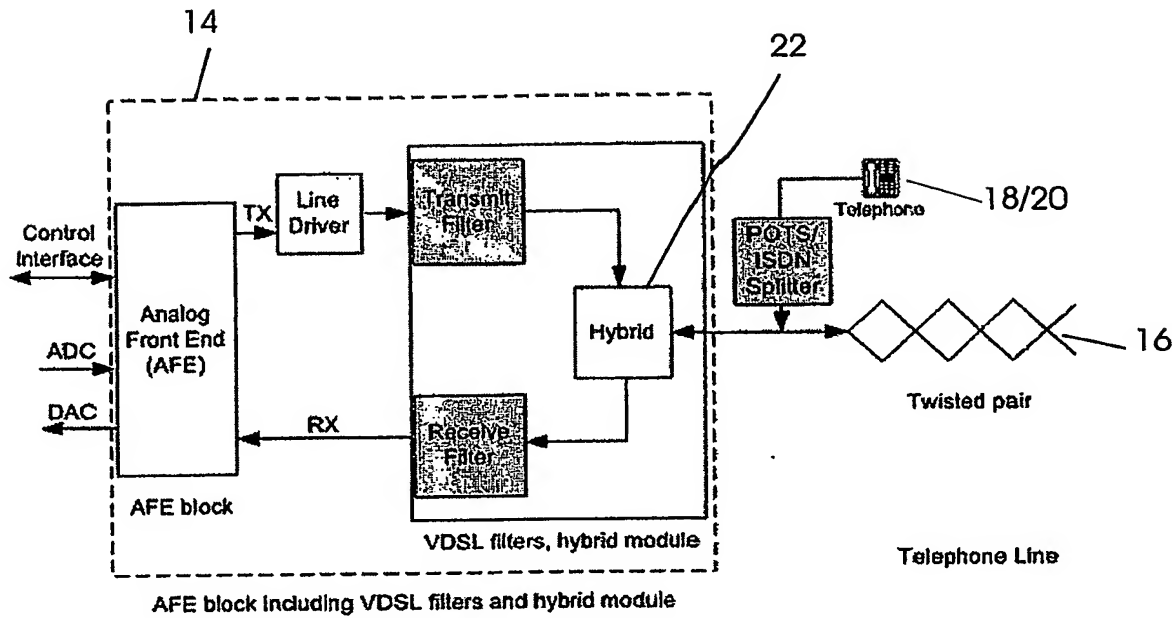 14
22
Line
Driver
TX
Transmit
Filter
Telephone
18/20
POTS/
ISDN
Splitter
Control
Interface
Analog
Front End
(AFE)
Hybrid
16
ADC
DAC
RX
Receive
Filter
Twisted pair
AFE block
VDSL filters, hybrid module
Telephone Line
AFE block including VDSL filters and hybrid module